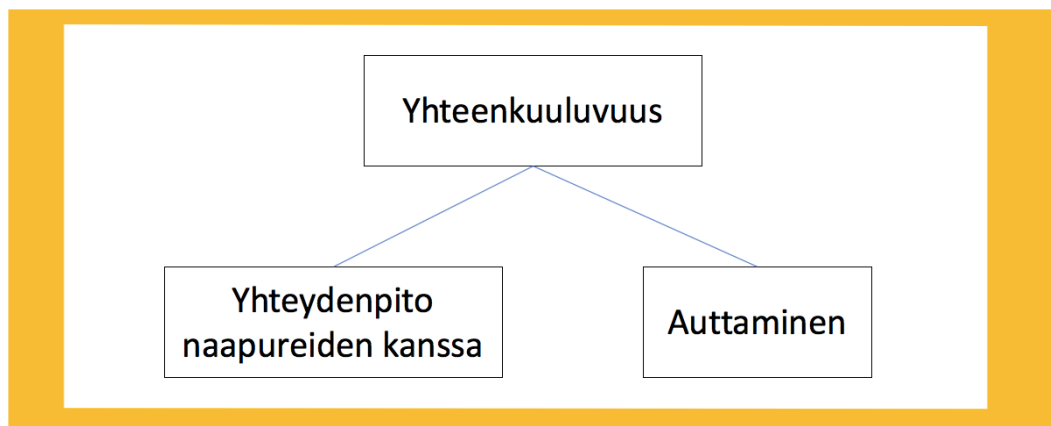 Yhteenkuuluvuus
Yhteydenpito
naapureiden kanssa
Auttaminen